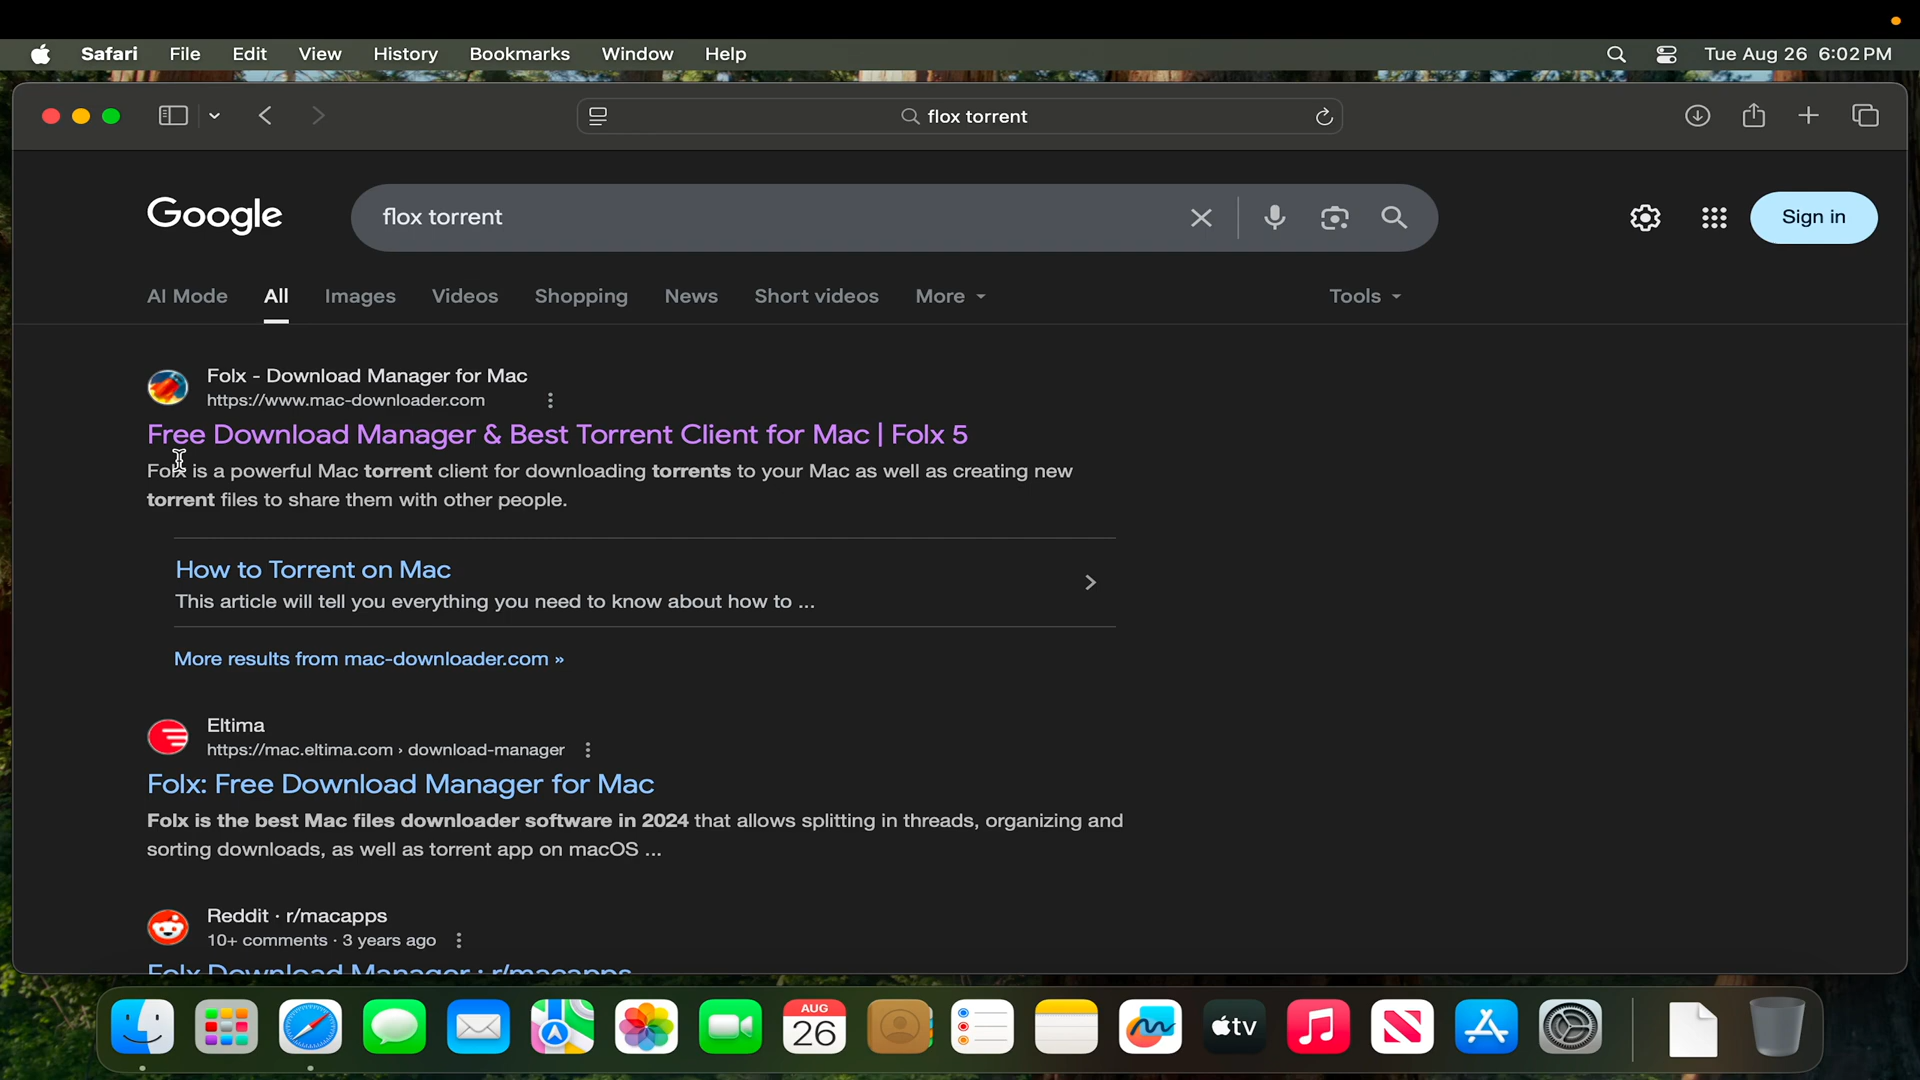 Safari File Edit View History Bookmarks Window Help Tue Aug 26 6:02 PM
flox torrent
Google flox torrent Sign in
AI Mode All Images Videos Shopping News Short videos More Tools
Folx - Download Manager for Mac
https://www.mac-downloader.com
Free Download Manager & Best Torrent Client for Mac | Folx 5
Folx is a powerful Mac torrent client for downloading torrents to your Mac as well as creating new
torrent files to share them with other people.
How to Torrent on Mac
This article will tell you everything you need to know about how to ...
More results from mac-downloader.com »
Eltima
https://mac.eltima.com › download-manager
Folx: Free Download Manager for Mac
Folx is the best Mac files downloader software in 2024 that allows splitting in threads, organizing and
sorting downloads, as well as torrent app on macOS ...
Reddit · r/macapps
10+ comments · 3 years ago
Folx Download Manager : r/macapps
AUG
26
tv